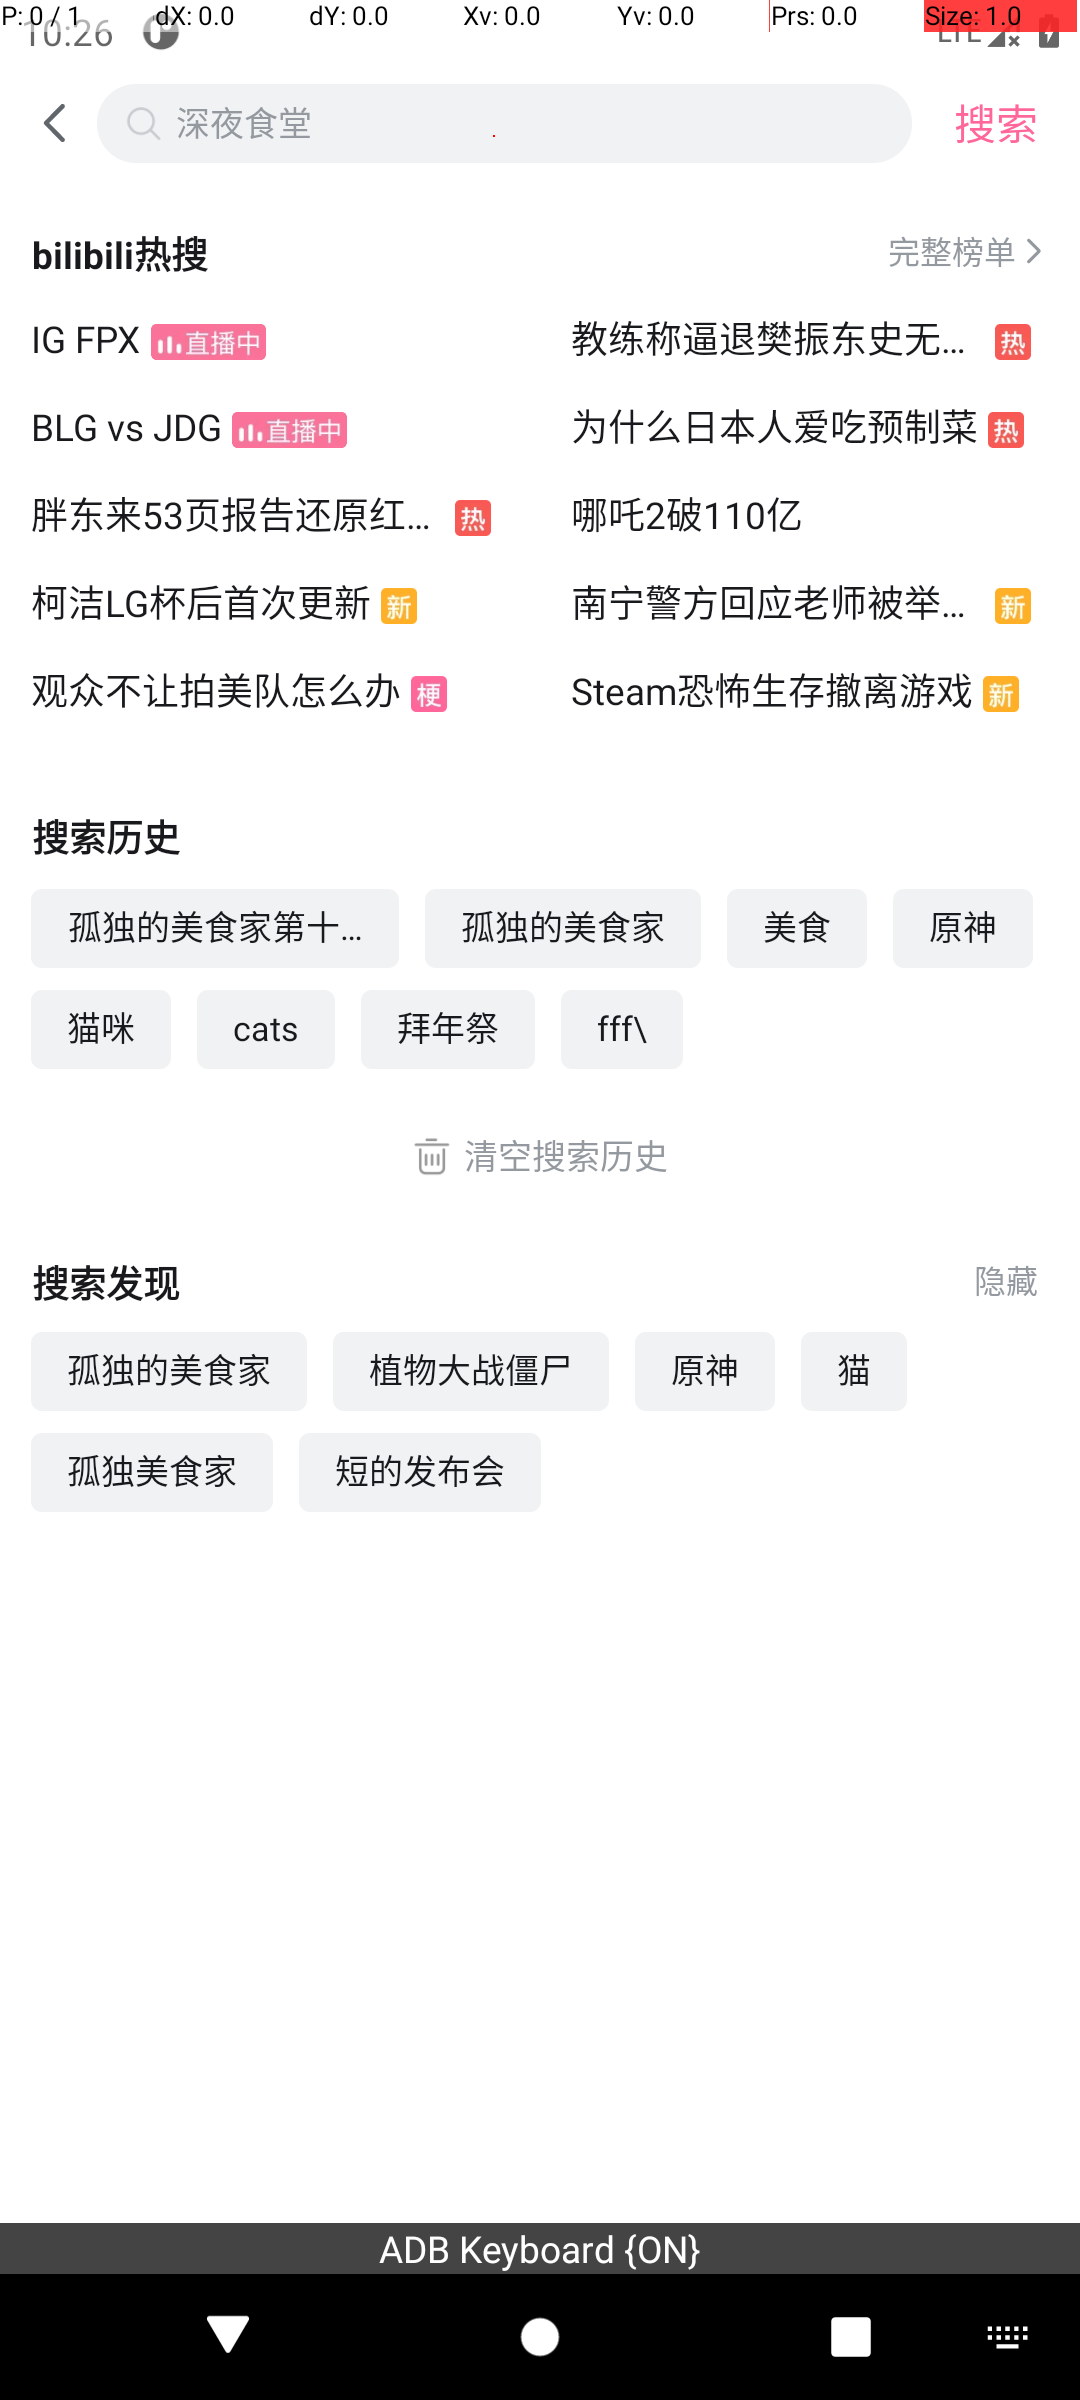 P: 0 / 1 dX: 0.0 dY: 0.0 Xv: 0.0 Yv: 0.0 Prs: 0.0 Size: 1.0
10:26 LTE
深夜食堂 搜索
bilibili热搜 完整榜单
IG FPX 直播中 教练称逼退樊振东史无... 热
BLG vs JDG 直播中 为什么日本人爱吃预制菜 热
胖东来53页报告还原红... 热 哪吒2破110亿
柯洁LG杯后首次更新 新 南宁警方回应老师被举... 新
观众不让拍美队怎么办 梗 Steam恐怖生存撤离游戏 新
搜索历史
孤独的美食家第十... 孤独的美食家 美食 原神
猫咪 cats 拜年祭 fff\
清空搜索历史
搜索发现 隐藏
孤独的美食家 植物大战僵尸 原神 猫
孤独美食家 短的发布会
ADB Keyboard {ON}